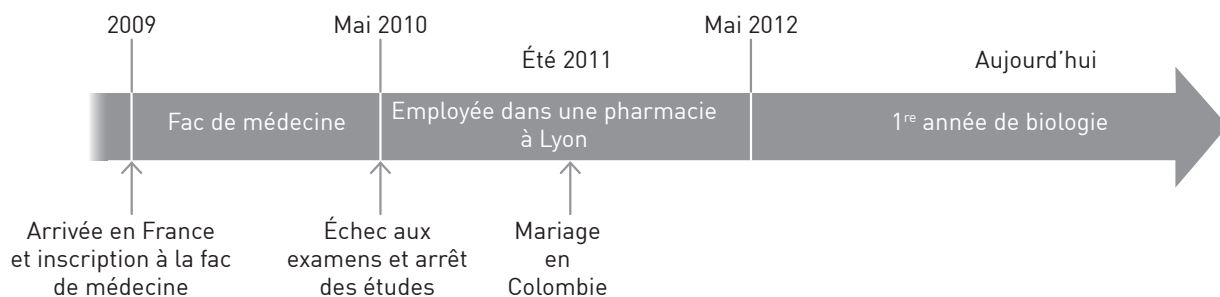 2009
Mai 2010
Mai 2012
Été 2011
Aujourd'hui
Fac de médecine
Employée dans une pharmacie
à Lyon
1re année de biologie
Arrivée en France
et inscription à la fac
de médecine
Échec aux
examens et arrêt
des études
Mariage
en
Colombie